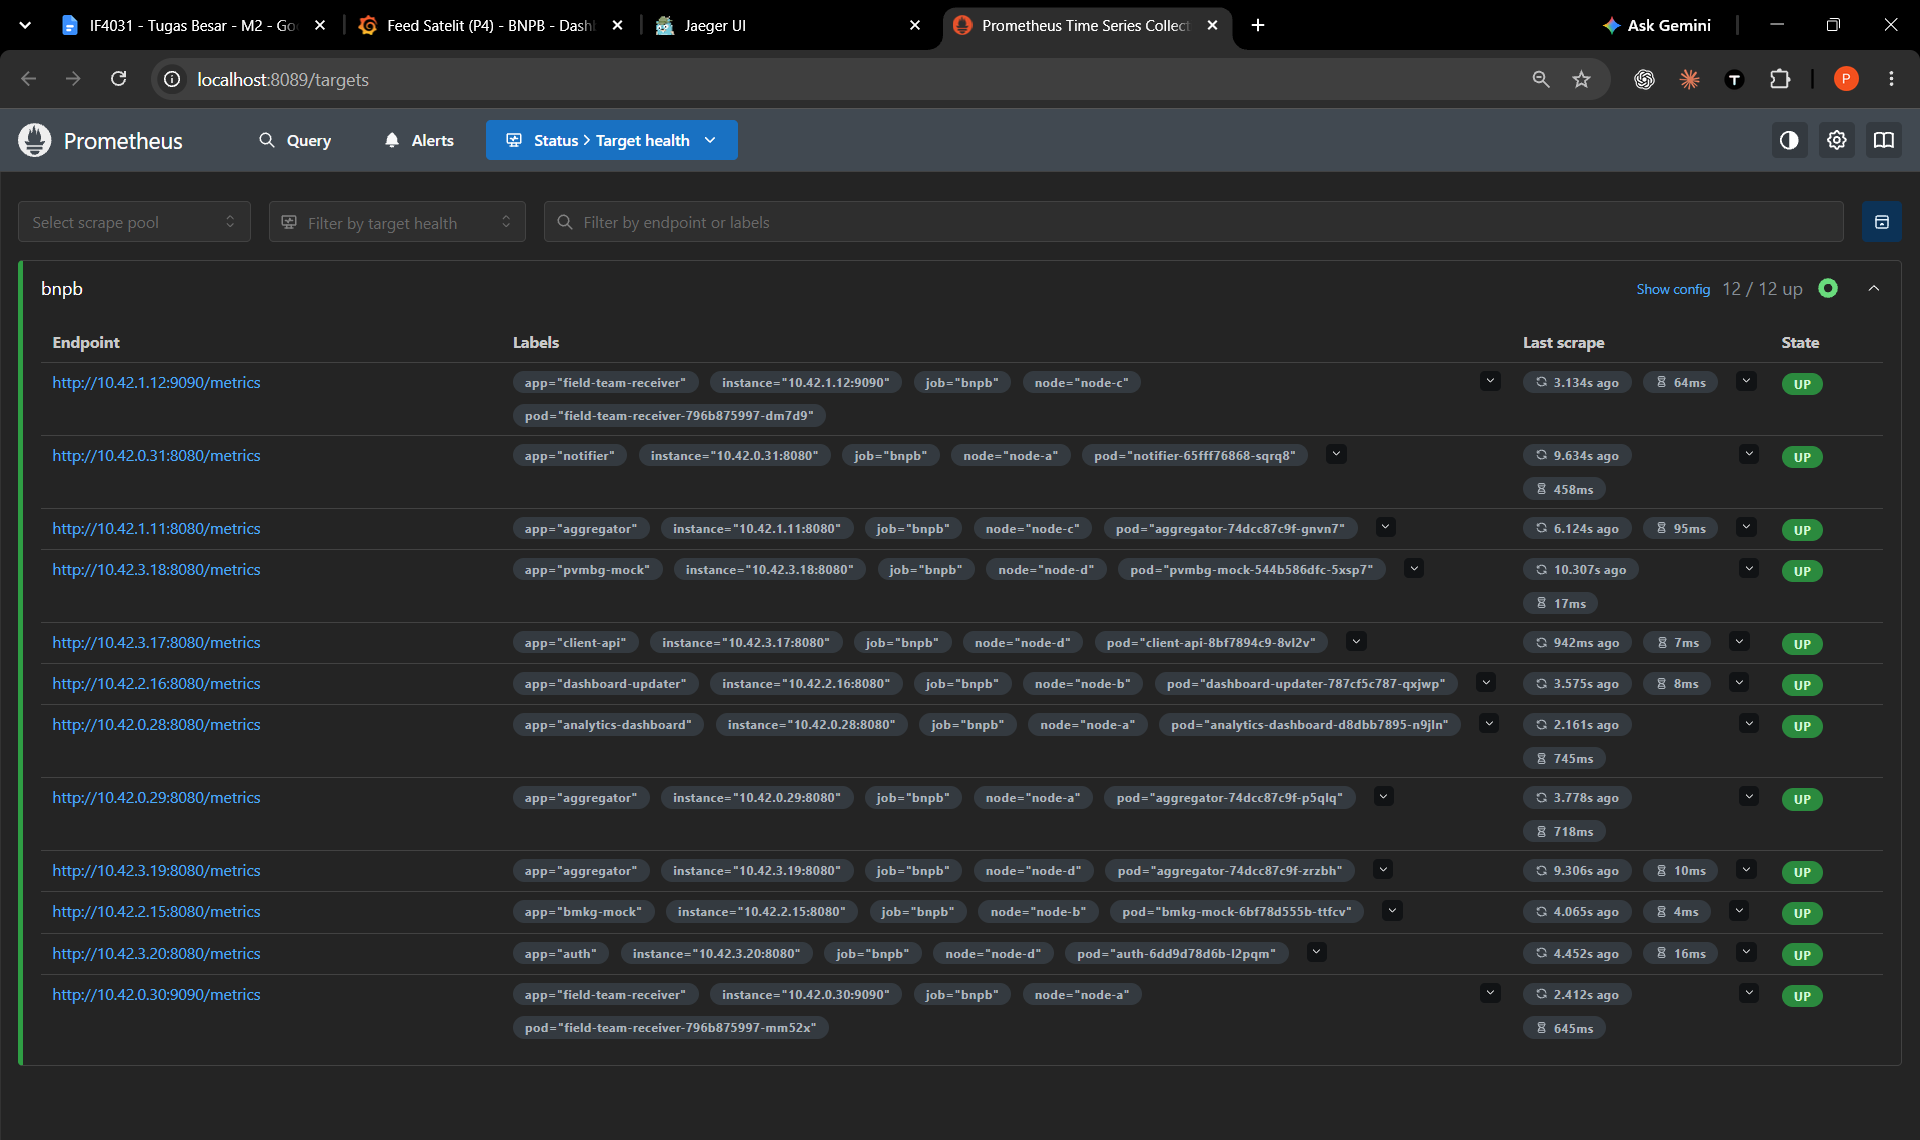 IF4031 - Tugas Besar - M2 - Go
Feed Satelit (P4) - BNPB - Dash
Jaeger UI
Prometheus Time Series Collect
Ask Gemini
localhost:8089/targets
T
P
Prometheus
Query
Alerts
Status > Target health
Select scrape pool
Filter by target health
Filter by endpoint or labels
bnpb
Show config 12 / 12 up
Endpoint Labels Last scrape State
http://10.42.1.12:9090/metrics app="field-team-receiver" instance="10.42.1.12:9090" job="bnpb" node="node-c" 3.134s ago 64ms UP
pod="field-team-receiver-796b875997-dm7d9"
http://10.42.0.31:8080/metrics app="notifier" instance="10.42.0.31:8080" job="bnpb" node="node-a" pod="notifier-65fff76868-sqrq8" 9.634s ago UP
458ms
http://10.42.1.11:8080/metrics app="aggregator" instance="10.42.1.11:8080" job="bnpb" node="node-c" pod="aggregator-74dcc87c9f-gnvn7" 6.124s ago 95ms UP
http://10.42.3.18:8080/metrics app="pvmbg-mock" instance="10.42.3.18:8080" job="bnpb" node="node-d" pod="pvmbg-mock-544b586dfc-5xsp7" 10.307s ago UP
17ms
http://10.42.3.17:8080/metrics app="client-api" instance="10.42.3.17:8080" job="bnpb" node="node-d" pod="client-api-8bf7894c9-8vl2v" 942ms ago 7ms UP
http://10.42.2.16:8080/metrics app="dashboard-updater" instance="10.42.2.16:8080" job="bnpb" node="node-b" pod="dashboard-updater-787cf5c787-qxjwp" 3.575s ago 8ms UP
http://10.42.0.28:8080/metrics app="analytics-dashboard" instance="10.42.0.28:8080" job="bnpb" node="node-a" pod="analytics-dashboard-d8dbb7895-n9jln" 2.161s ago UP
745ms
http://10.42.0.29:8080/metrics app="aggregator" instance="10.42.0.29:8080" job="bnpb" node="node-a" pod="aggregator-74dcc87c9f-p5qlq" 3.778s ago UP
718ms
http://10.42.3.19:8080/metrics app="aggregator" instance="10.42.3.19:8080" job="bnpb" node="node-d" pod="aggregator-74dcc87c9f-zrzbh" 9.306s ago 10ms UP
http://10.42.2.15:8080/metrics app="bmkg-mock" instance="10.42.2.15:8080" job="bnpb" node="node-b" pod="bmkg-mock-6bf78d555b-ttfcv" 4.065s ago 4ms UP
http://10.42.3.20:8080/metrics app="auth" instance="10.42.3.20:8080" job="bnpb" node="node-d" pod="auth-6dd9d78d6b-l2pqm" 4.452s ago 16ms UP
http://10.42.0.30:9090/metrics app="field-team-receiver" instance="10.42.0.30:9090" job="bnpb" node="node-a" 2.412s ago UP
pod="field-team-receiver-796b875997-mm52x" 645ms